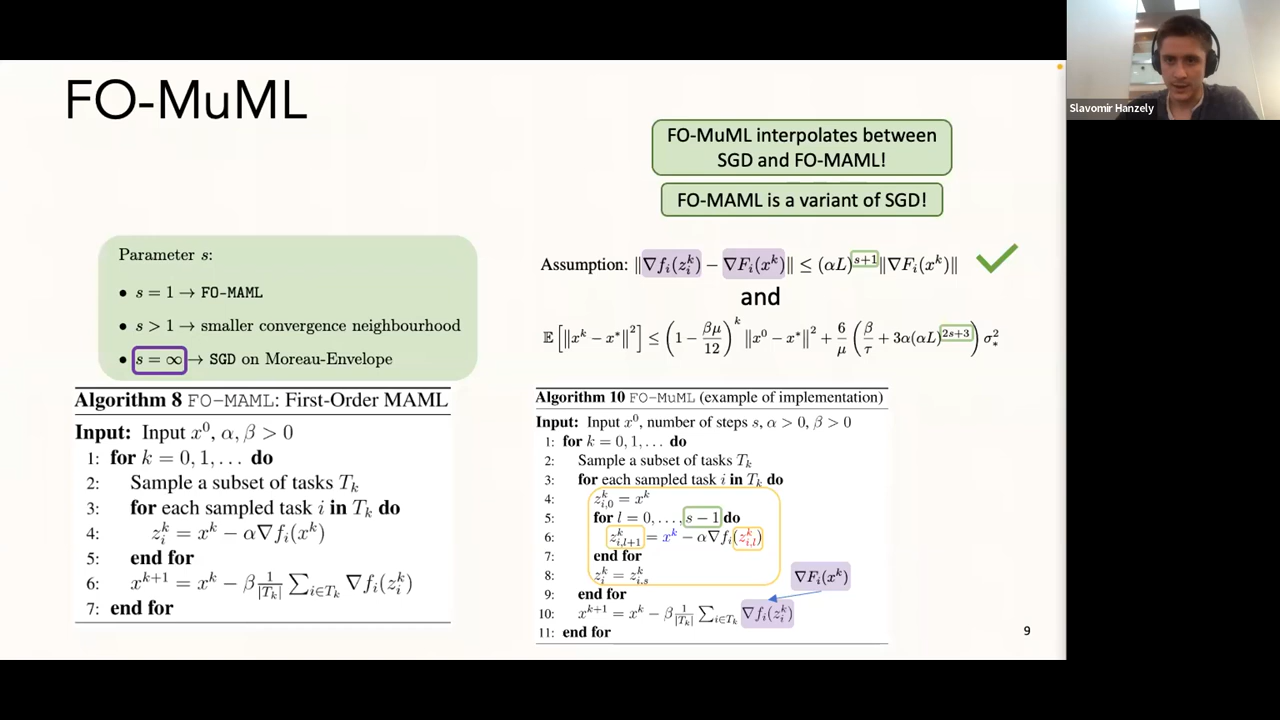 FO-MuML
Slavomir Hanzely
FO-MuML interpolates between
SGD and FO-MAML!
FO-MAML is a variant of SGD!
Parameter s:
• s = 1 → FO-MAML
• s > 1 → smaller convergence neighbourhood
• s = ∞ → SGD on Moreau-Envelope
Assumption: ‖∇f_i(z_i^k) − ∇F_i(x^k)‖ ≤ (αL)^{s+1}‖∇F_i(x^k)‖
and
𝔼[‖x^k − x^*‖^2] ≤ (1 − βμ/12)^k ‖x^0 − x^*‖^2 + 6/μ (β/τ + 3α(αL)^{2s+3}) σ_*^2
Algorithm 8 FO-MAML: First-Order MAML
Input: Input x^0, α, β > 0
1: for k = 0, 1, . . . do
2: Sample a subset of tasks T_k
3: for each sampled task i in T_k do
4: z_i^k = x^k − α∇f_i(x^k)
5: end for
6: x^{k+1} = x^k − β 1/|T_k| ∑_{i∈T_k} ∇f_i(z_i^k)
7: end for
Algorithm 10 FO-MuML (example of implementation)
Input: Input x^0, number of steps s, α > 0, β > 0
1: for k = 0, 1, . . . do
2: Sample a subset of tasks T_k
3: for each sampled task i in T_k do
4: z_{i,0}^k = x^k
5: for l = 0, . . . , s − 1 do
6: z_{i,l+1}^k = x^k − α∇f_i(z_{i,l}^k)
7: end for
8: z_i^k = z_{i,s}^k
∇F_i(x^k)
9: end for
10: x^{k+1} = x^k − β 1/|T_k| ∑_{i∈T_k} ∇f_i(z_i^k)
11: end for
9